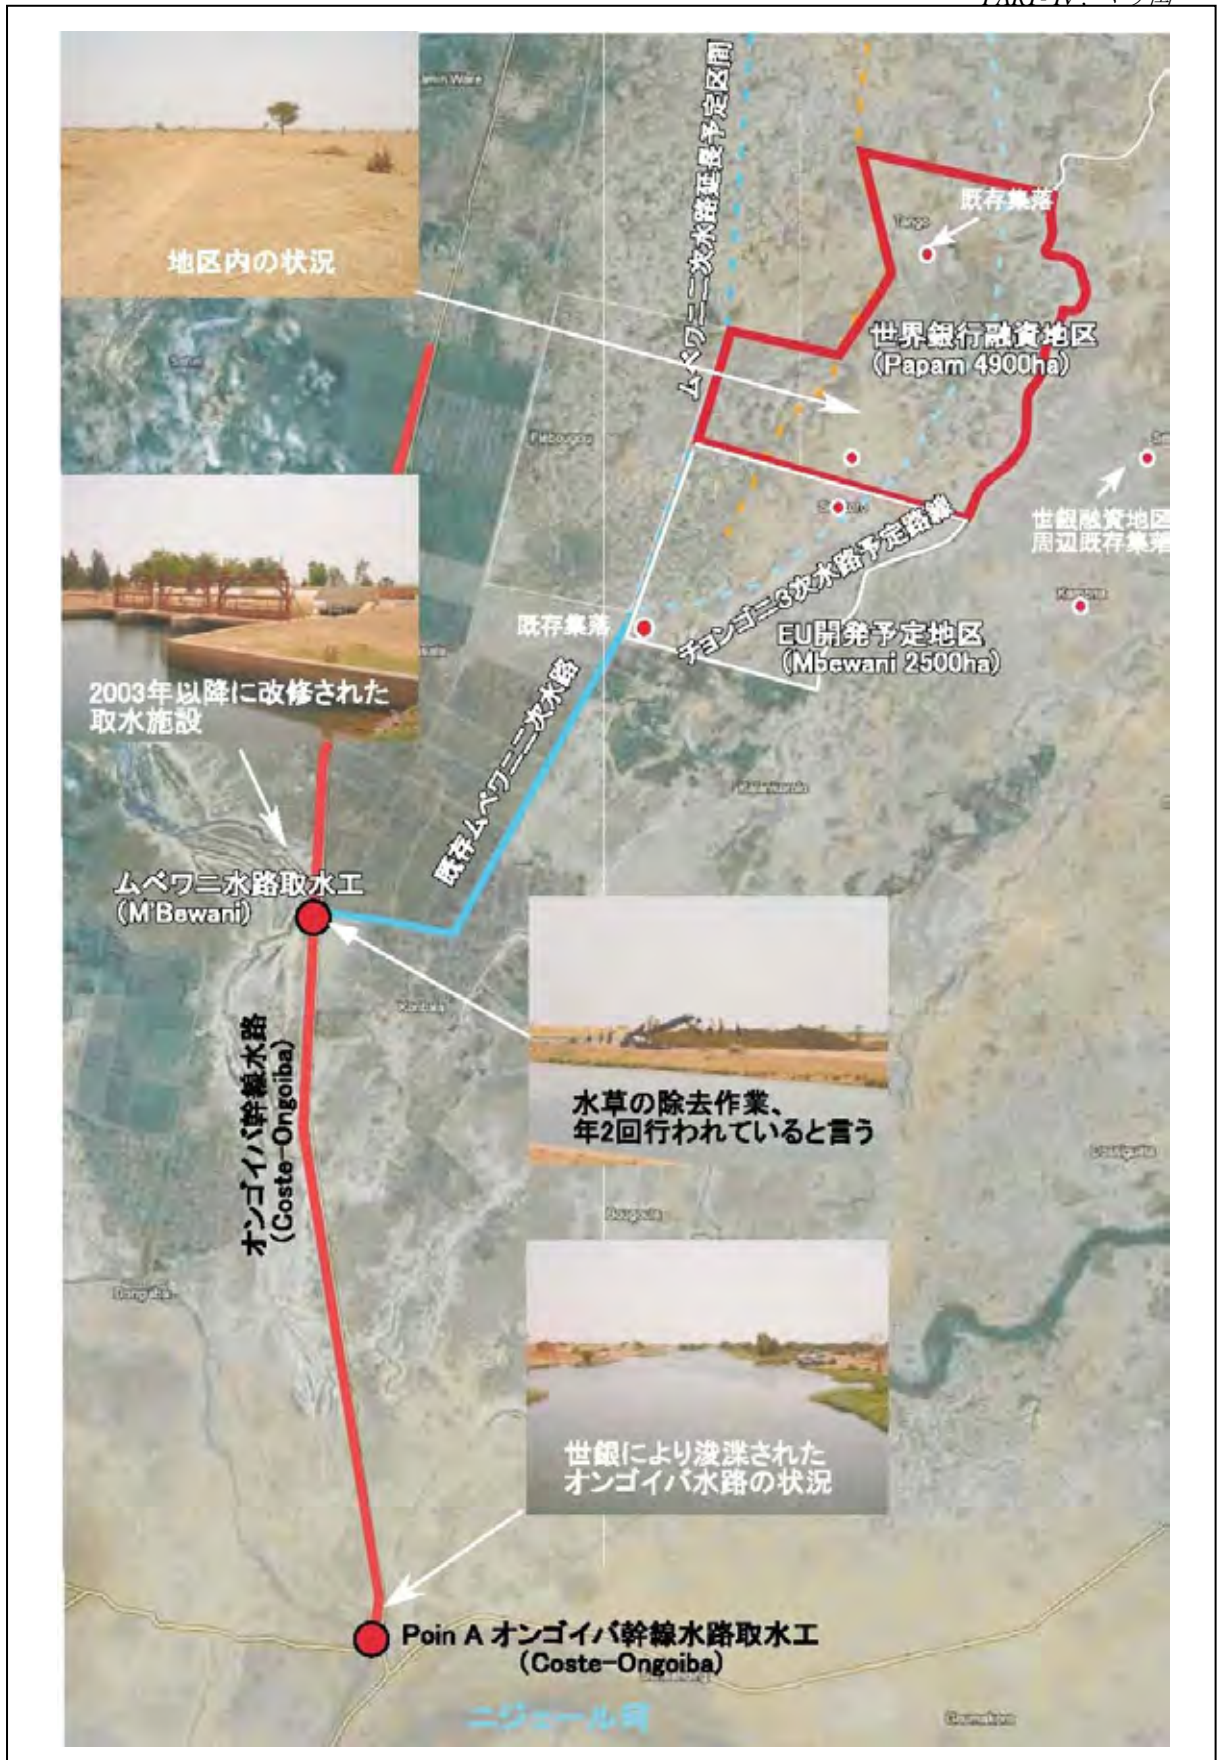 地区内の状況
ムベワニ二次水路延長予定区間
既存集落
Tango
世界銀行融資地区
(Papam 4900ha)
世銀融資地区
周辺既存集落
チョンゴニ3次水路予定路線
既存集落
EU開発予定地区
(Mbewani 2500ha)
2003年以降に改修された
取水施設
既存ムベワニ二次水路
ムベワニ水路取水工
(M'Bewani)
オンゴイバ幹線水路
(Coste-Ongoiba)
水草の除去作業、
年2回行われていると言う
Dougoula
世銀により浚渫された
オンゴイバ水路の状況
Poin A オンゴイバ幹線水路取水工
(Coste-Ongoiba)
ニジェール河